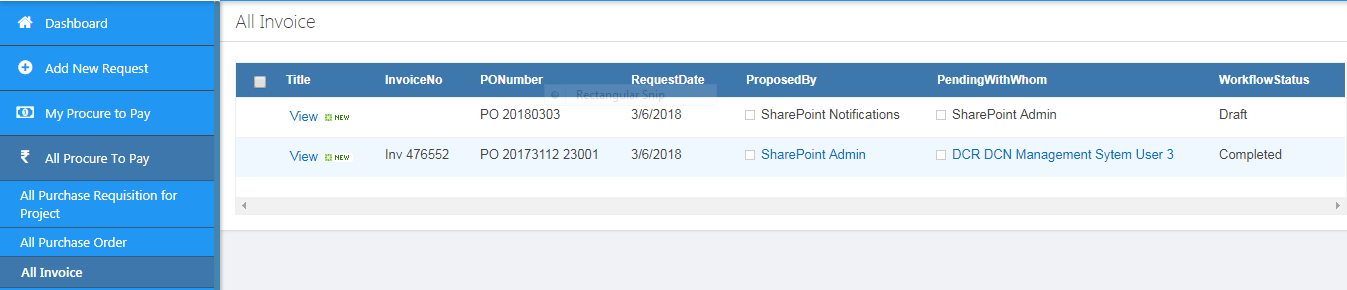 Dashboard
Add New Request
My Procure to Pay
₹ All Procure To Pay
All Purchase Requisition for
Project
All Purchase Order
All Invoice
All Invoice
Title InvoiceNo PONumber RequestDate ProposedBy PendingWithWhom WorkflowStatus
Rectangular Snip
View NEW PO 20180303 3/6/2018 SharePoint Notifications SharePoint Admin Draft
View NEW Inv 476552 PO 20173112 23001 3/6/2018 SharePoint Admin DCR DCN Management Sytem User 3 Completed